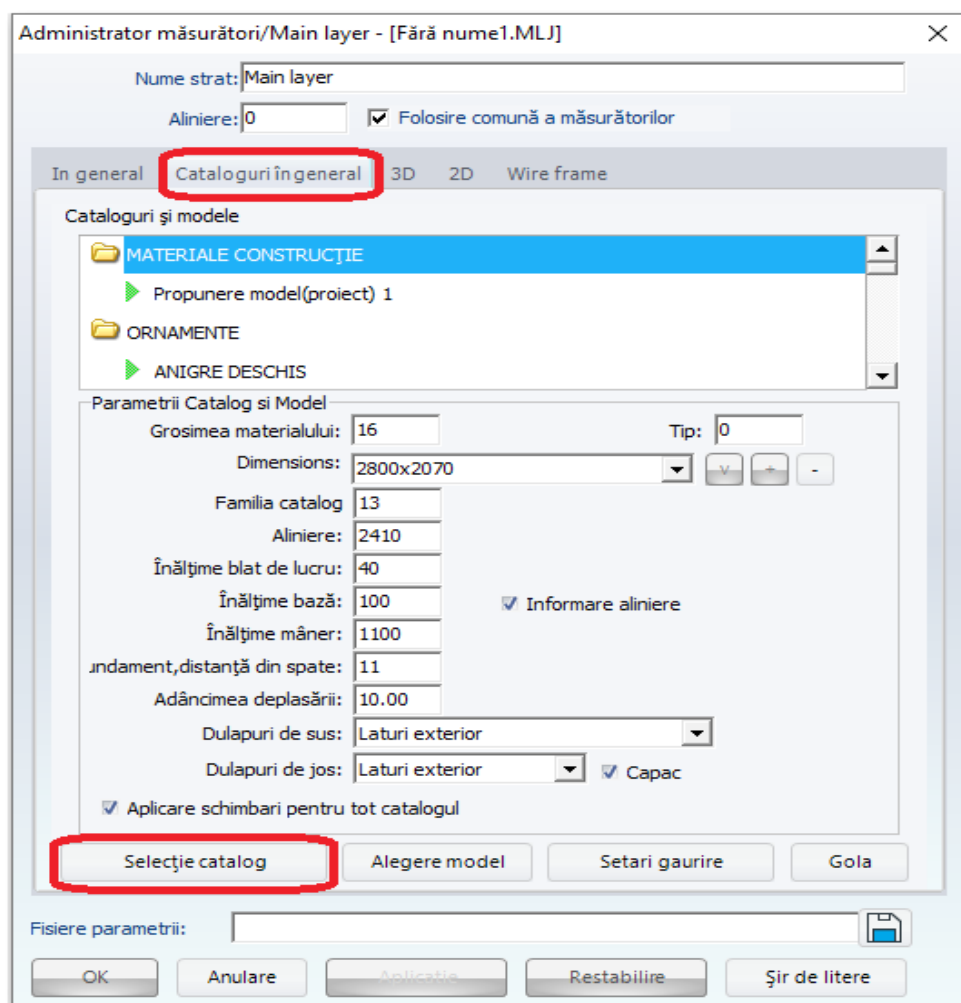 Administrator măsurători/Main layer - [Fără nume1.MLJ]
Nume strat: Main layer
Aliniere: 0 Folosire comună a măsurătorilor
In general Cataloguri în general 3D 2D Wire frame
Cataloguri şi modele
MATERIALE CONSTRUCŢIE
Propunere model(proiect) 1
ORNAMENTE
ANIGRE DESCHIS
Parametrii Catalog si Model
Grosimea materialului: 16 Tip: 0
Dimensions: 2800x2070 v + -
Familia catalog 13
Aliniere: 2410
Înălţime blat de lucru: 40
Înălţime bază: 100 Informare aliniere
Înălţime mâner: 1100
undament,distanţă din spate: 11
Adâncimea deplasării: 10.00
Dulapuri de sus: Laturi exterior
Dulapuri de jos: Laturi exterior Capac
Aplicare schimbari pentru tot catalogul
Selecţie catalog Alegere model Setari gaurire Gola
Fisiere parametrii:
OK Anulare Aplicatie Restabilire Şir de litere